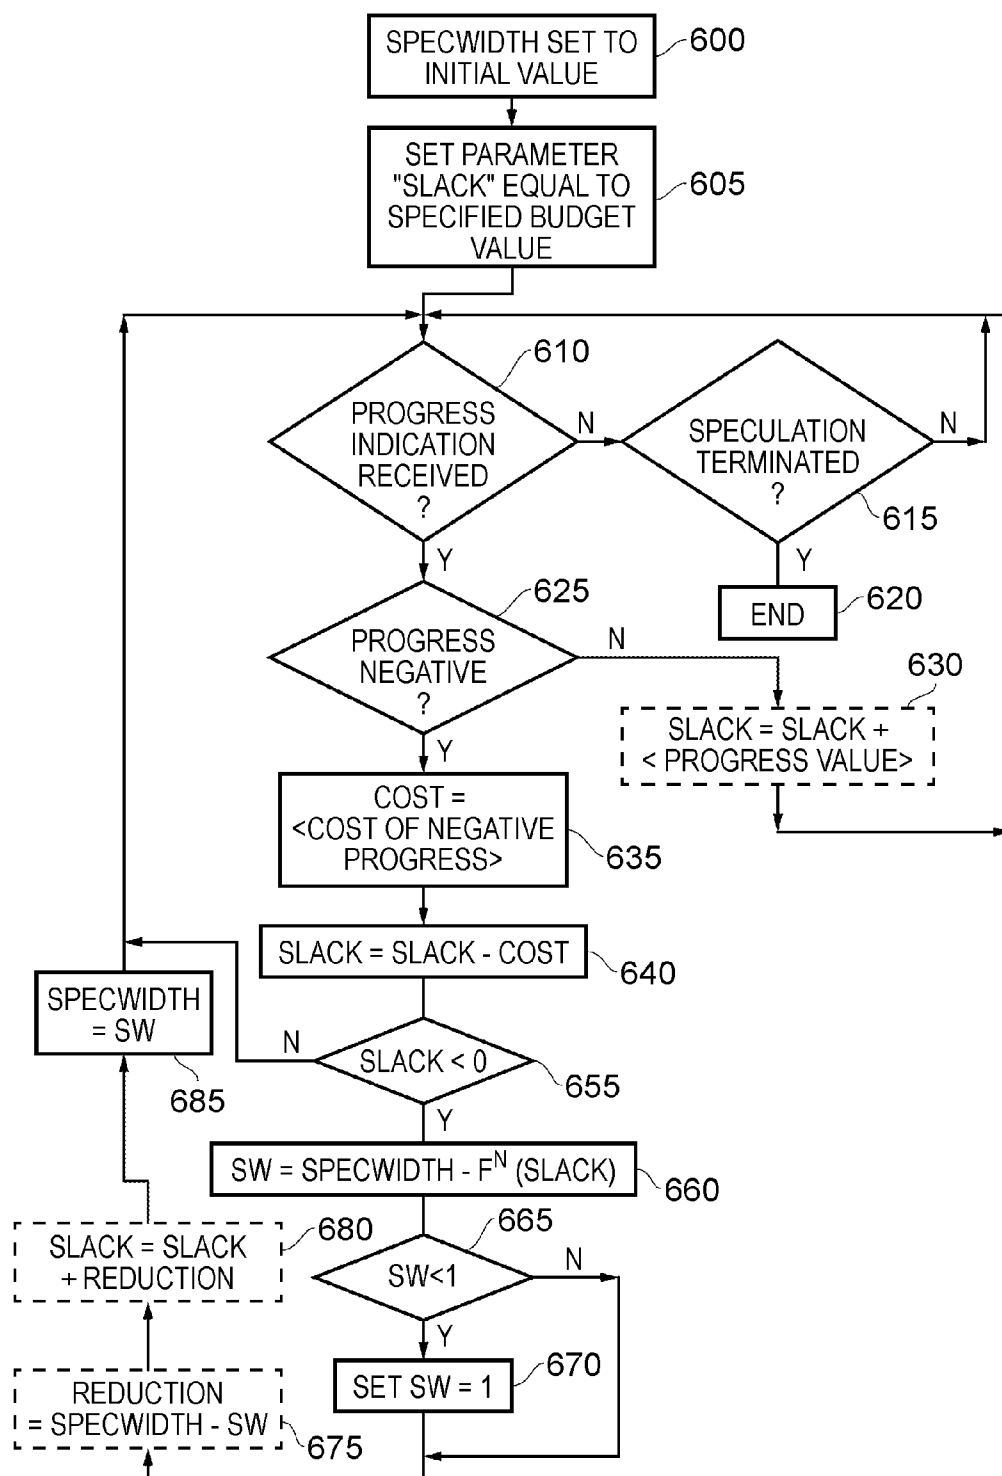 SPECWIDTH SET TO
INITIAL VALUE
600
SET PARAMETER
"SLACK" EQUAL TO
SPECIFIED BUDGET
VALUE
605
PROGRESS
INDICATION
RECEIVED
?
610
N
SPECULATION
TERMINATED
?
N
615
Y
Y
END
620
625
PROGRESS
NEGATIVE
?
N
630
SLACK = SLACK +
< PROGRESS VALUE>
Y
COST =
<COST OF NEGATIVE
PROGRESS>
635
SLACK = SLACK - COST
640
SPECWIDTH
= SW
685
N
SLACK < 0
655
Y
SW = SPECWIDTH - F^N (SLACK)
660
665
SW<1
N
680
SLACK = SLACK
+ REDUCTION
Y
SET SW = 1
670
REDUCTION
= SPECWIDTH - SW
675